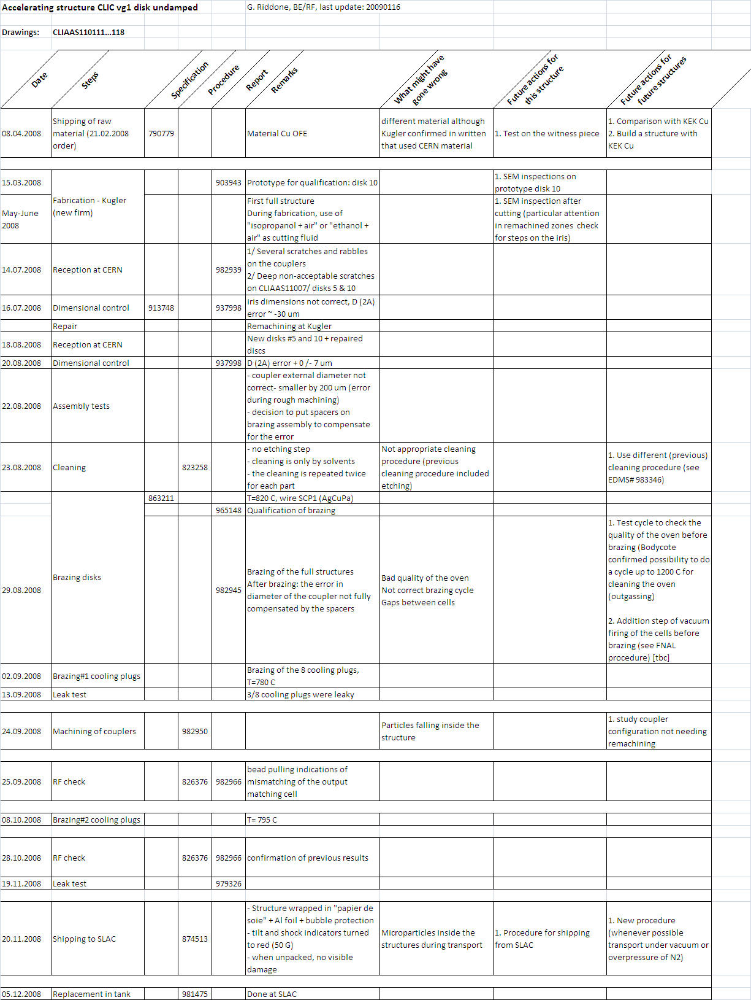 Accelerating structure CLIC vg1 disk undamped
G. Riddone, BE/RF, last update: 20090116
Drawings: CLIAAS110111...118
Date
Steps
Specification
Procedure
Report
Remarks
What might have
gone wrong
Future actions for
this structure
Future actions for
future structures
08.04.2008
Shipping of raw
material (21.02.2008
order)
790779
Material Cu OFE
different material although
Kugler confirmed in written
that used CERN material
1. Test on the witness piece
1. Comparison with KEK Cu
2. Build a structure with
KEK Cu
15.03.2008
Fabrication - Kugler
(new firm)
903943
Prototype for qualification: disk 10
1. SEM inspections on
prototype disk 10
May-June
2008
First full structure
During fabrication, use of
"isopropanol + air" or "ethanol +
air" as cutting fluid
1. SEM inspection after
cutting (particular attention
in remachined zones  check
for steps on the iris)
14.07.2008
Reception at CERN
982939
1/ Several scratches and rabbles
on the couplers
2/ Deep non-acceptable scratches
on CLIAAS11007/ disks 5 & 10
16.07.2008
Dimensional control
913748
937998
iris dimensions not correct, D (2A)
error ~ -30 um
Repair
Remachining at Kugler
18.08.2008
Reception at CERN
New disks #5 and 10 + repaired
discs
20.08.2008
Dimensional control
937998
D (2A) error + 0 /- 7 um
22.08.2008
Assembly tests
- coupler external diameter not
correct- smaller by 200 um (error
during rough machining)
- decision to put spacers on
brazing assembly to compensate
for the error
23.08.2008
Cleaning
823258
- no etching step
- cleaning is only by solvents
- the cleaning is repeated twice
for each part
Not appropriate cleaning
procedure (previous
cleaning procedure included
etching)
1. Use different (previous)
cleaning procedure (see
EDMS# 983346)
863211
T=820 C, wire SCP1 (AgCuPa)
965148
Qualification of brazing
29.08.2008
Brazing disks
982945
Brazing of the full structures
After brazing: the error in
diameter of the coupler not fully
compensated by the spacers
Bad quality of the oven
Not correct brazing cycle
Gaps between cells
1. Test cycle to check the
quality of the oven before
brazing (Bodycote
confirmed possibility to do
a cycle up to 1200 C for
cleaning the oven
(outgassing)
2. Addition step of vacuum
firing of the cells before
brazing (see FNAL
procedure) [tbc]
02.09.2008
Brazing#1 cooling plugs
Brazing of the 8 cooling plugs,
T=780 C
13.09.2008
Leak test
3/8 cooling plugs were leaky
24.09.2008
Machining of couplers
982950
Particles falling inside the
structure
1. study coupler
configuration not needing
remachining
25.09.2008
RF check
826376
982966
bead pulling indications of
mismatching of the output
matching cell
08.10.2008
Brazing#2 cooling plugs
T= 795 C
28.10.2008
RF check
826376
982966
confirmation of previous results
19.11.2008
Leak test
979326
20.11.2008
Shipping to SLAC
874513
- Structure wrapped in "papier de
soie" + Al foil + bubble protection
- tilt and shock indicators turned
to red (50 G)
- when unpacked, no visible
damage
Microparticles inside the
structures during transport
1. Procedure for shipping
from SLAC
1. New procedure
(whenever possible
transport under vacuum or
overpressure of N2)
05.12.2008
Replacement in tank
981475
Done at SLAC